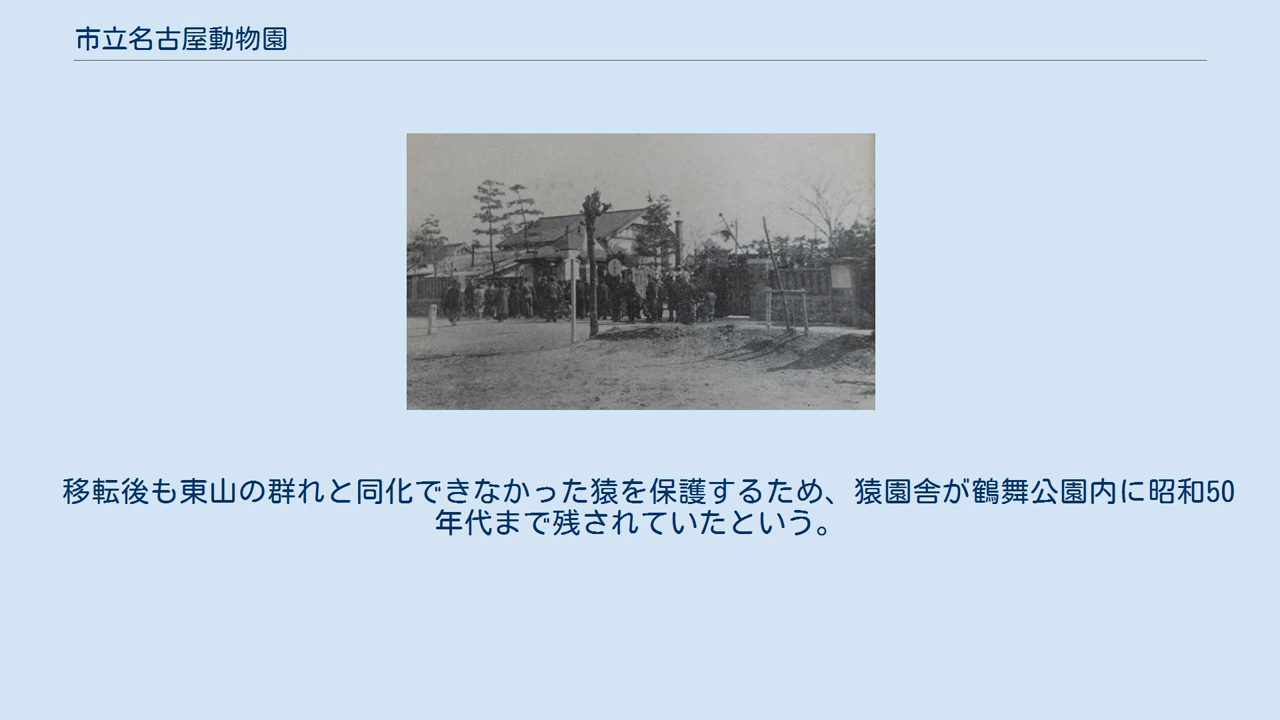 市立名古屋動物園
移転後も東山の群れと同化できなかった猿を保護するため、猿園舎が鶴舞公園内に昭和50
年代まで残されていたという。